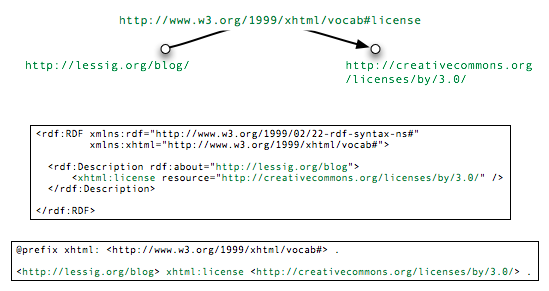 http://www.w3.org/1999/xhtml/vocab#license
http://lessig.org/blog/
http://creativecommons.org
/licenses/by/3.0/
<rdf:RDF xmlns:rdf="http://www.w3.org/1999/02/22-rdf-syntax-ns#"
xmlns:xhtml="http://www.w3.org/1999/xhtml/vocab#">
<rdf:Description rdf:about="http://lessig.org/blog">
<xhtml:license resource="http://creativecommons.org/licenses/by/3.0/" />
</rdf:Description>
</rdf:RDF>
@prefix xhtml: <http://www.w3.org/1999/xhtml/vocab#> .
<http://lessig.org/blog> xhtml:license <http://creativecommons.org/licenses/by/3.0/> .